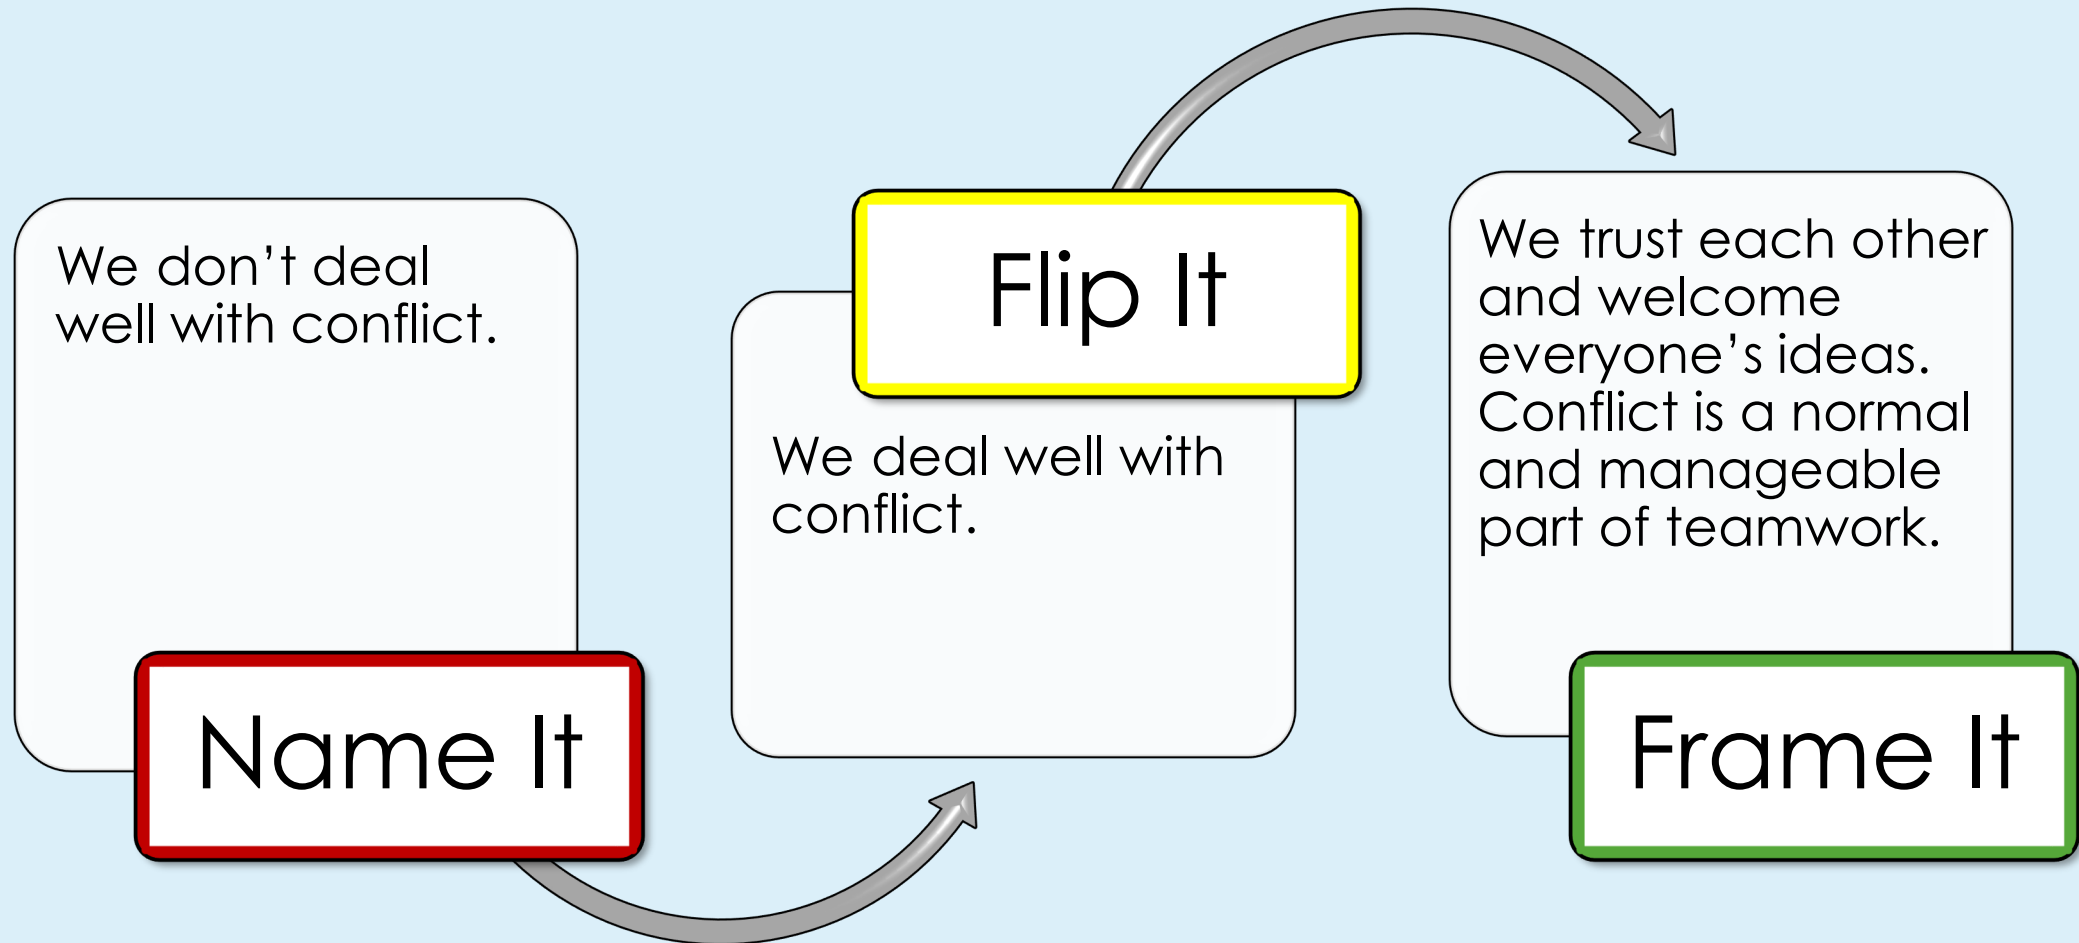 We don’t deal
well with conflict.
Name It
Flip It
We deal well with
conflict.
We trust each other
and welcome
everyone’s ideas.
Conflict is a normal
and manageable
part of teamwork.
Frame It